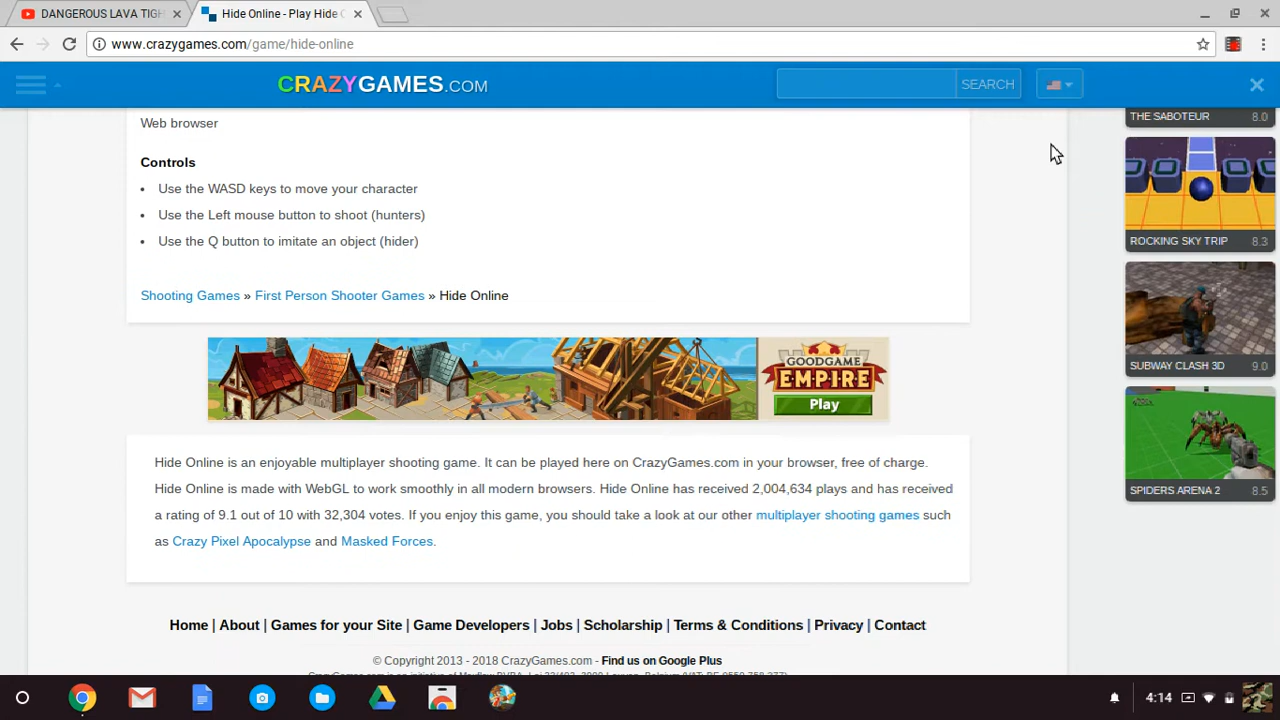 DANGEROUS LAVA TIGH
Hide Online - Play Hide O
www.crazygames.com/game/hide-online
CRAZYGAMES.COM
SEARCH
Web browser
Controls
• Use the WASD keys to move your character
• Use the Left mouse button to shoot (hunters)
• Use the Q button to imitate an object (hider)
Shooting Games » First Person Shooter Games » Hide Online
GOODGAME
EMPIRE
Play
Hide Online is an enjoyable multiplayer shooting game. It can be played here on CrazyGames.com in your browser, free of charge.
Hide Online is made with WebGL to work smoothly in all modern browsers. Hide Online has received 2,004,634 plays and has received
a rating of 9.1 out of 10 with 32,304 votes. If you enjoy this game, you should take a look at our other multiplayer shooting games such
as Crazy Pixel Apocalypse and Masked Forces.
THE SABOTEUR 8.0
ROCKING SKY TRIP 8.3
SUBWAY CLASH 3D 9.0
SPIDERS ARENA 2 8.5
Home | About | Games for your Site | Game Developers | Jobs | Scholarship | Terms & Conditions | Privacy | Contact
© Copyright 2013 - 2018 CrazyGames.com - Find us on Google Plus
4:14